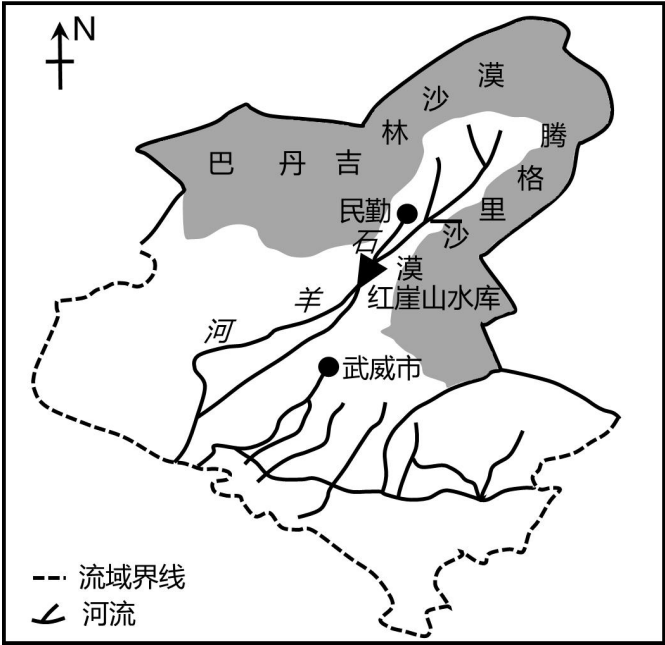 N
巴丹吉林沙漠
腾格里沙漠
民勤
石羊河
红崖山水库
武威市
流域界线
河流